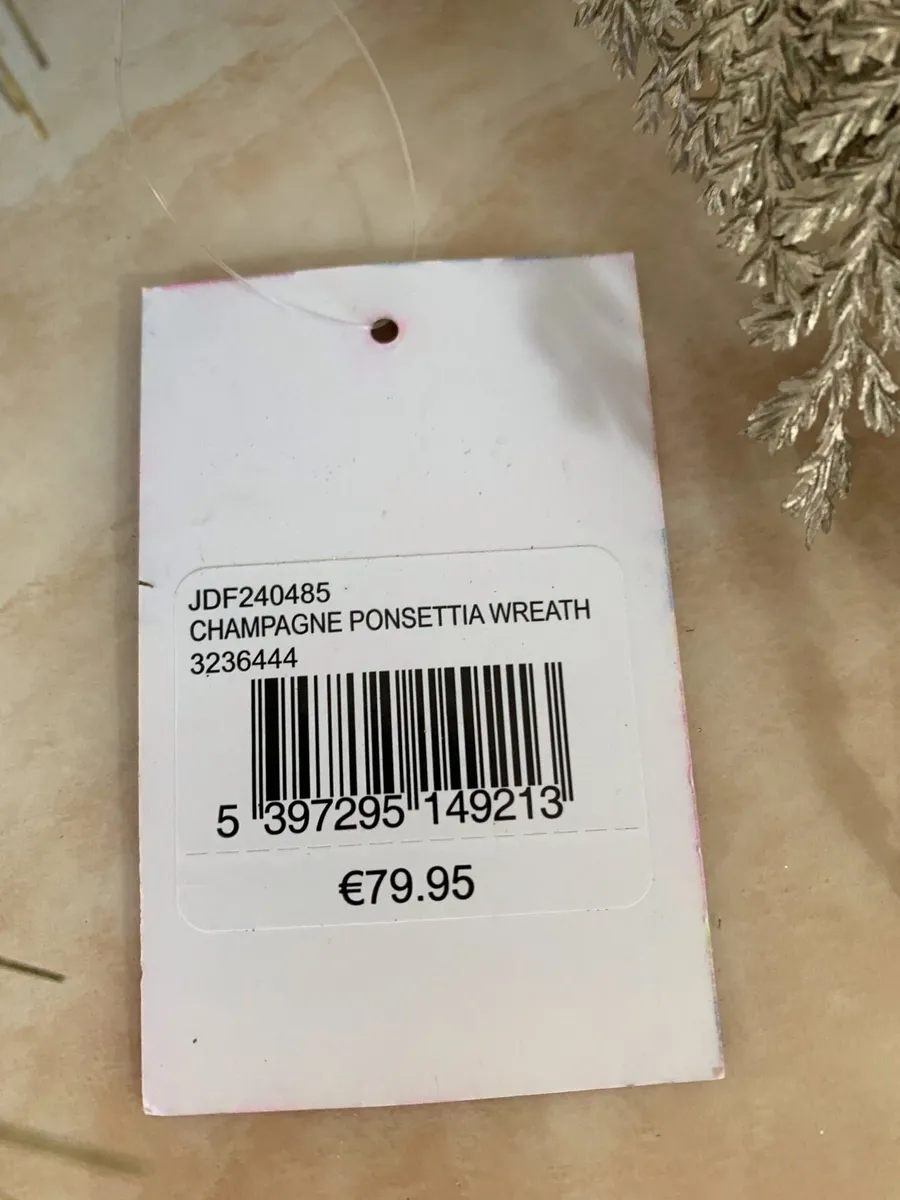 JDF240485
CHAMPAGNE PONSETTIA WREATH
3236444
5 397295 149213
€79.95